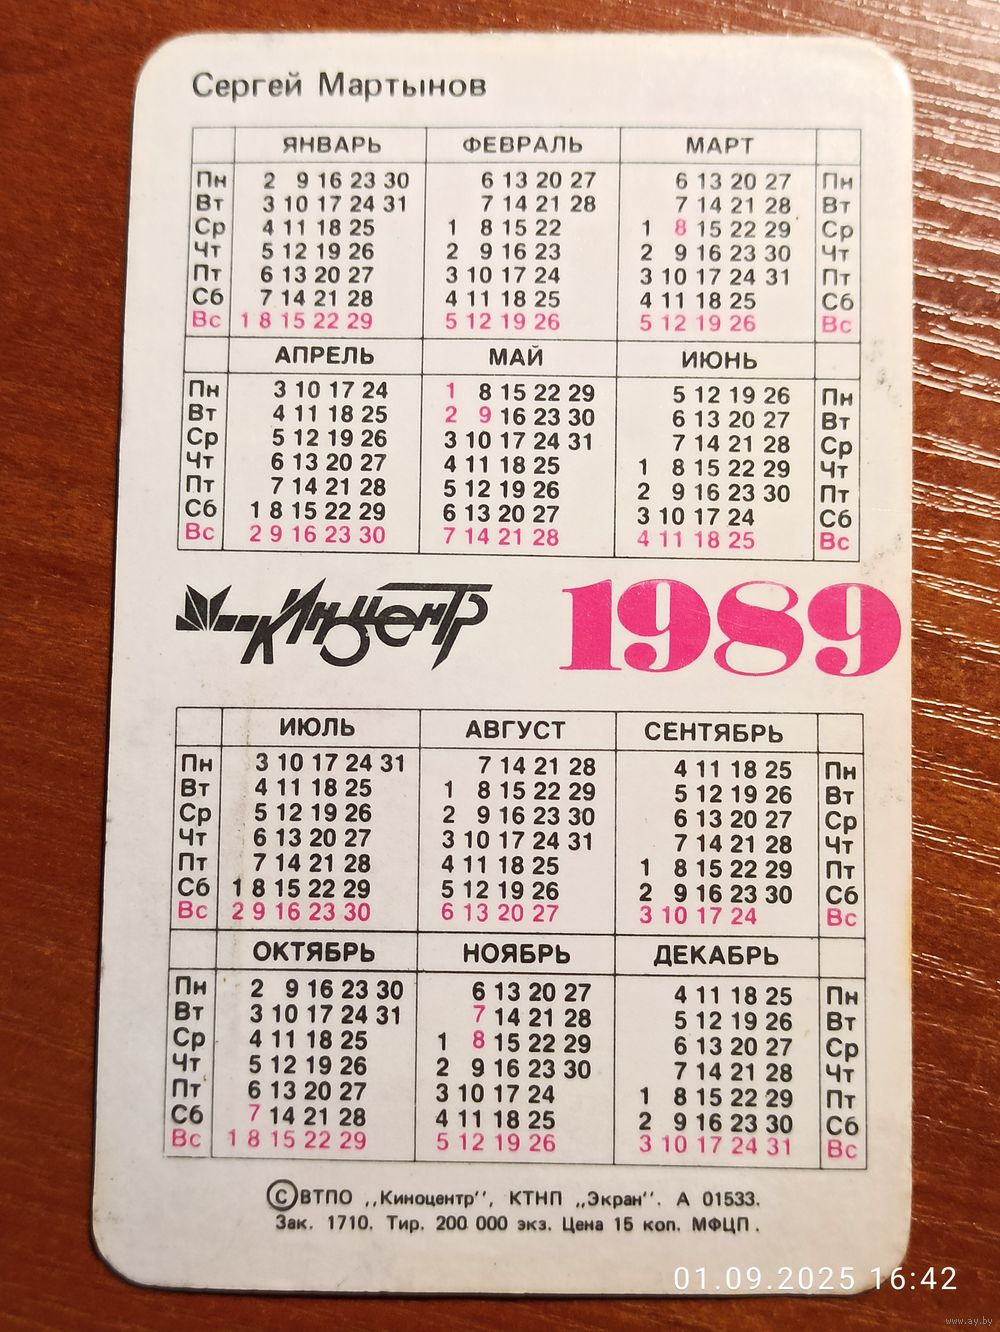 Сергей Мартынов
ЯНВАРЬ ФЕВРАЛЬ МАРТ
Пн 2 9 16 23 30 6 13 20 27 6 13 20 27 Пн
Вт 3 10 17 24 31 7 14 21 28 7 14 21 28 Вт
Ср 4 11 18 25 1 8 15 22 1 8 15 22 29 Ср
Чт 5 12 19 26 2 9 16 23 2 9 16 23 30 Чт
Пт 6 13 20 27 3 10 17 24 3 10 17 24 31 Пт
Сб 7 14 21 28 4 11 18 25 4 11 18 25 Сб
Вс 1 8 15 22 29 5 12 19 26 5 12 19 26 Вс
АПРЕЛЬ МАЙ ИЮНЬ
Пн 3 10 17 24 1 8 15 22 29 5 12 19 26 Пн
Вт 4 11 18 25 2 9 16 23 30 6 13 20 27 Вт
Ср 5 12 19 26 3 10 17 24 31 7 14 21 28 Ср
Чт 6 13 20 27 4 11 18 25 1 8 15 22 29 Чт
Пт 7 14 21 28 5 12 19 26 2 9 16 23 30 Пт
Сб 1 8 15 22 29 6 13 20 27 3 10 17 24 Сб
Вс 2 9 16 23 30 7 14 21 28 4 11 18 25 Вс
Киноцентр 1989
ИЮЛЬ АВГУСТ СЕНТЯБРЬ
Пн 3 10 17 24 31 7 14 21 28 4 11 18 25 Пн
Вт 4 11 18 25 1 8 15 22 29 5 12 19 26 Вт
Ср 5 12 19 26 2 9 16 23 30 6 13 20 27 Ср
Чт 6 13 20 27 3 10 17 24 31 7 14 21 28 Чт
Пт 7 14 21 28 4 11 18 25 1 8 15 22 29 Пт
Сб 1 8 15 22 29 5 12 19 26 2 9 16 23 30 Сб
Вс 2 9 16 23 30 6 13 20 27 3 10 17 24 Вс
ОКТЯБРЬ НОЯБРЬ ДЕКАБРЬ
Пн 2 9 16 23 30 6 13 20 27 4 11 18 25 Пн
Вт 3 10 17 24 31 7 14 21 28 5 12 19 26 Вт
Ср 4 11 18 25 1 8 15 22 29 6 13 20 27 Ср
Чт 5 12 19 26 2 9 16 23 30 7 14 21 28 Чт
Пт 6 13 20 27 3 10 17 24 1 8 15 22 29 Пт
Сб 7 14 21 28 4 11 18 25 2 9 16 23 30 Сб
Вс 1 8 15 22 29 5 12 19 26 3 10 17 24 31 Вс
©ВТПО „Киноцентр", КТНП „Экран". А 01533.
Зак. 1710. Тир. 200 000 экз. Цена 15 коп. МФЦП.
01.09.2025 16:42
www.ay.by